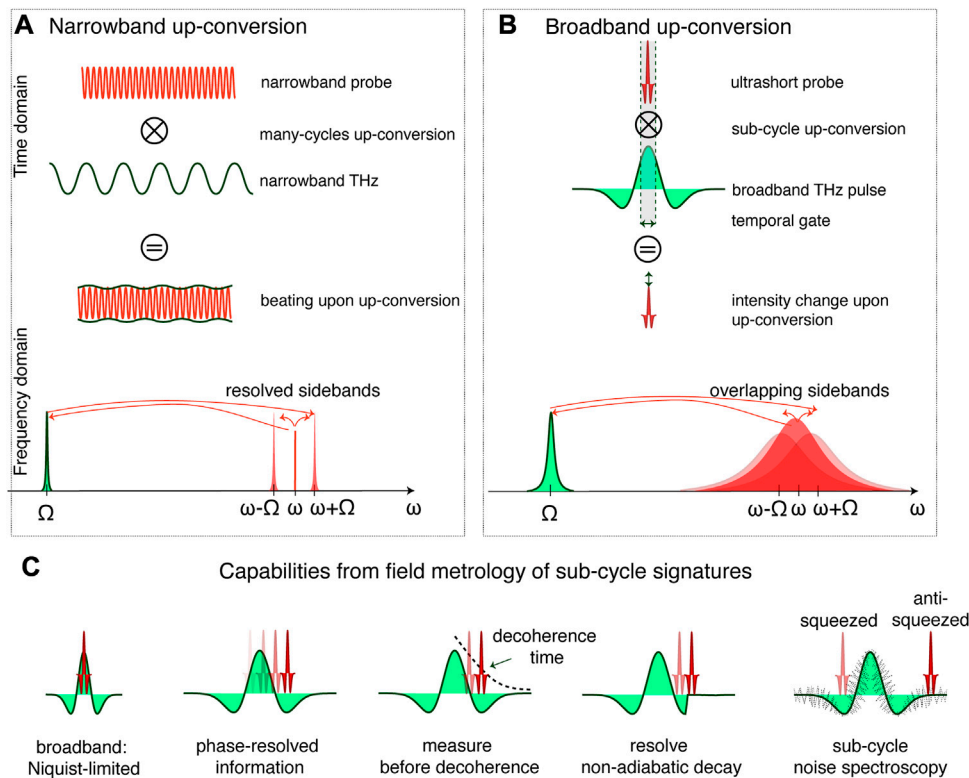 A Narrowband up-conversion
Time domain
narrowband probe
many-cycles up-conversion
narrowband THz
beating upon up-conversion
Frequency domain
resolved sidebands
Ω
ω-Ω
ω
ω+Ω
ω
B Broadband up-conversion
ultrashort probe
sub-cycle up-conversion
broadband THz pulse
temporal gate
intensity change upon
up-conversion
overlapping sidebands
Ω
ω-Ω
ω
ω+Ω
ω
C
Capabilities from field metrology of sub-cycle signatures
broadband:
Niquist-limited
phase-resolved
information
decoherence
time
measure
before decoherence
resolve
non-adiabatic decay
squeezed
anti-
squeezed
sub-cycle
noise spectroscopy